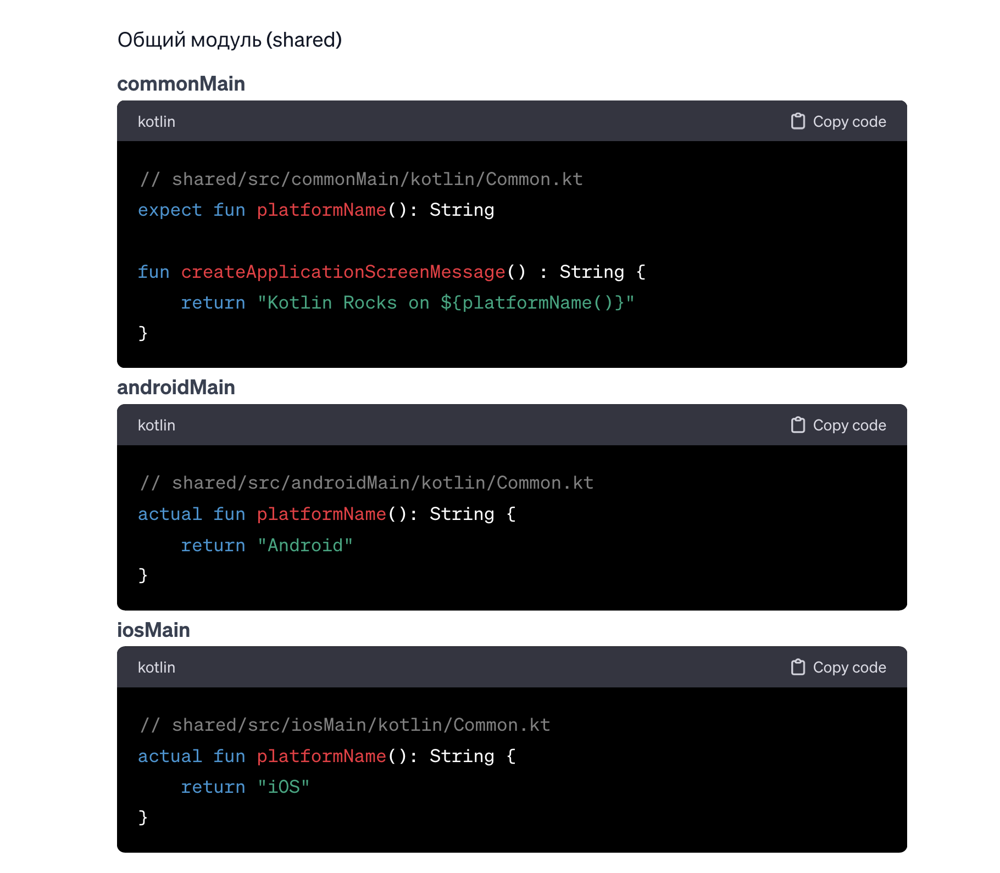 Общий модуль (shared)
commonMain
kotlin Copy code
// shared/src/commonMain/kotlin/Common.kt
expect fun platformName(): String
fun createApplicationScreenMessage() : String {
    return "Kotlin Rocks on ${platformName()}"
}
androidMain
kotlin Copy code
// shared/src/androidMain/kotlin/Common.kt
actual fun platformName(): String {
    return "Android"
}
iosMain
kotlin Copy code
// shared/src/iosMain/kotlin/Common.kt
actual fun platformName(): String {
    return "iOS"
}